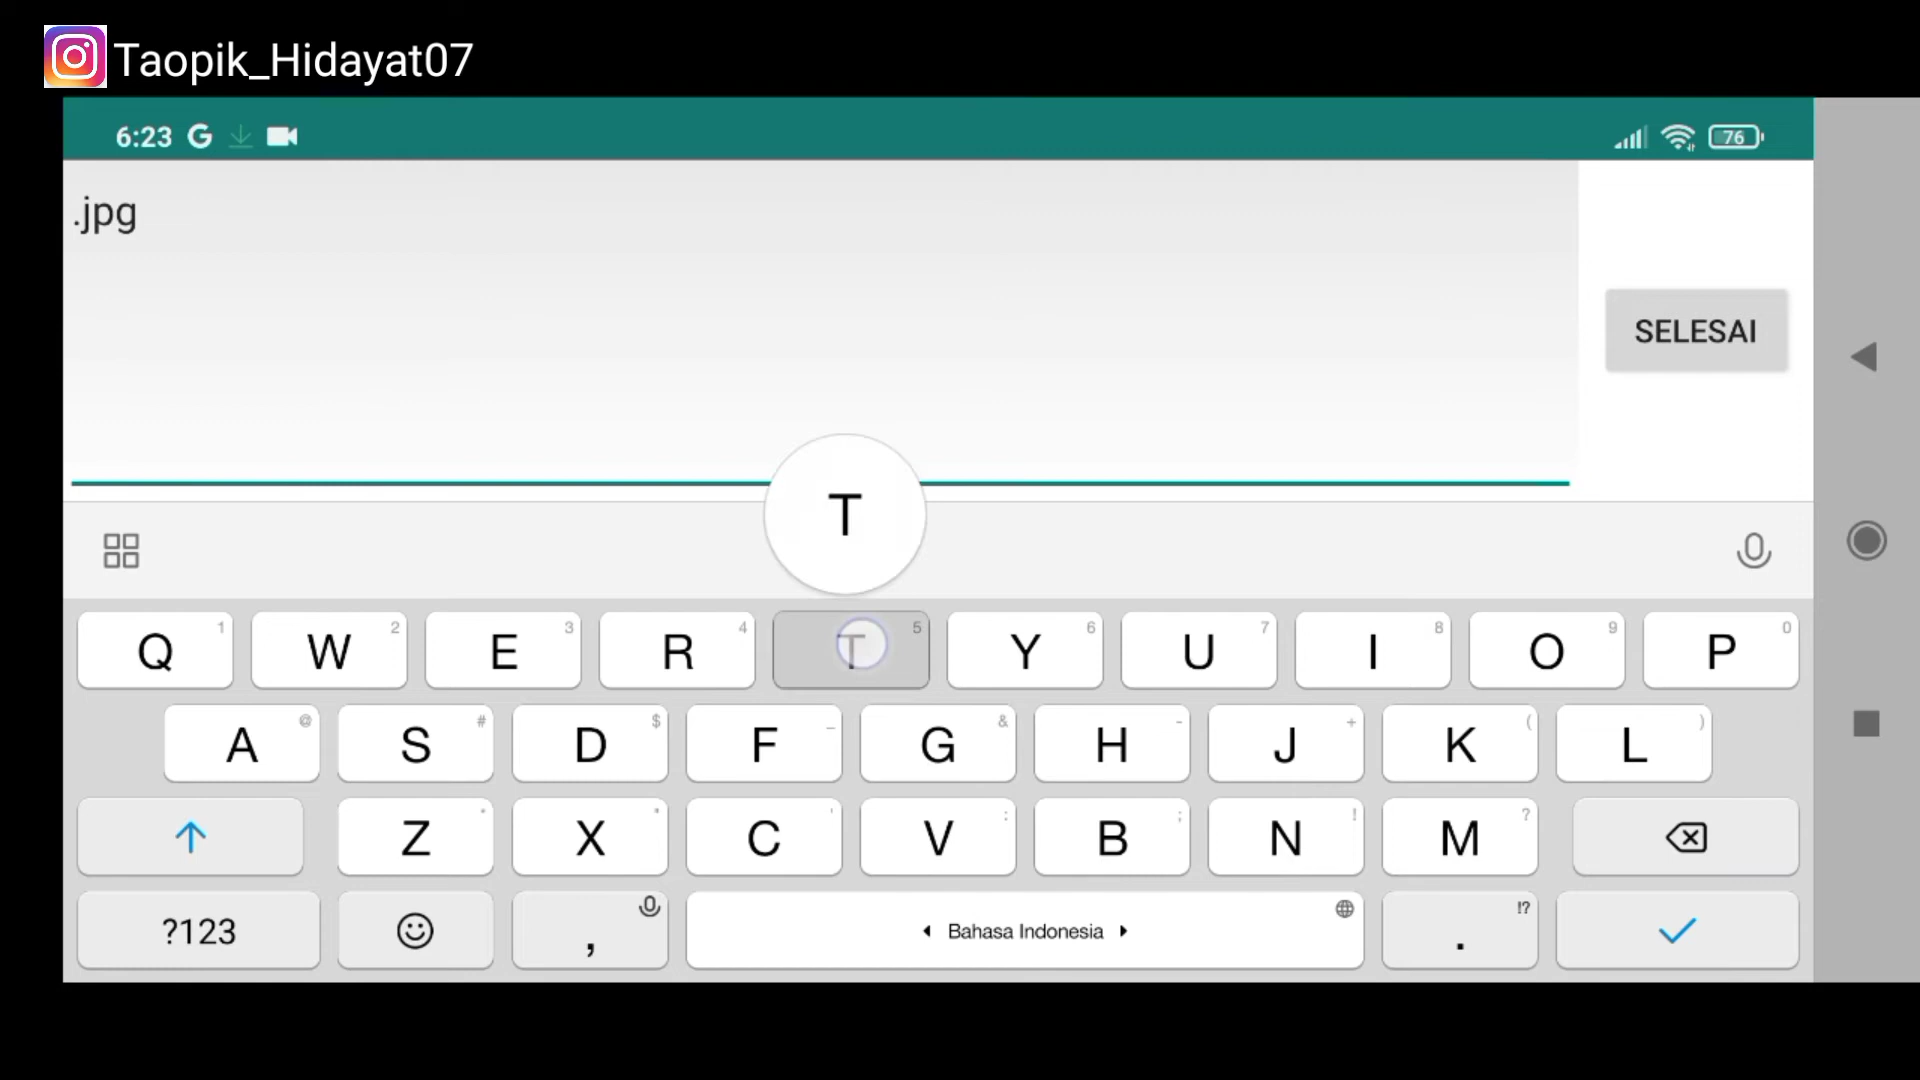 Taopik_Hidayat07
6:23 G 76
.jpg
SELESAI
T
Q 1 W 2 E 3 R 4 T 5 Y 6 U 7 I 8 O 9 P 0
A @ S # D $ F _ G & H - J + K ( L )
Z X C ' V : B ; N ! M ?
?123 , Bahasa Indonesia . !?